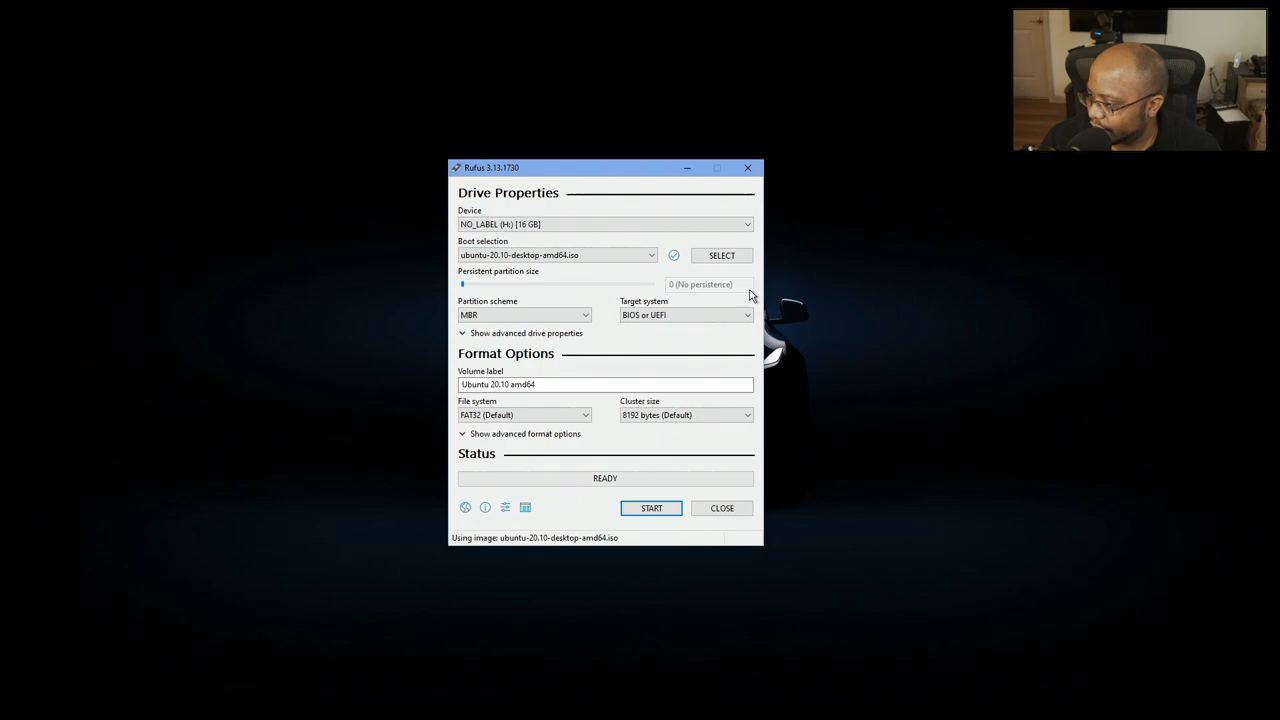 Rufus 3.13.1730
Drive Properties
Device
NO_LABEL (H:) [16 GB]
Boot selection
ubuntu-20.10-desktop-amd64.iso
SELECT
Persistent partition size
0 (No persistence)
Partition scheme
Target system
MBR
BIOS or UEFI
Show advanced drive properties
Format Options
Volume label
Ubuntu 20.10 amd64
File system
Cluster size
FAT32 (Default)
8192 bytes (Default)
Show advanced format options
Status
READY
START
CLOSE
Using image: ubuntu-20.10-desktop-amd64.iso